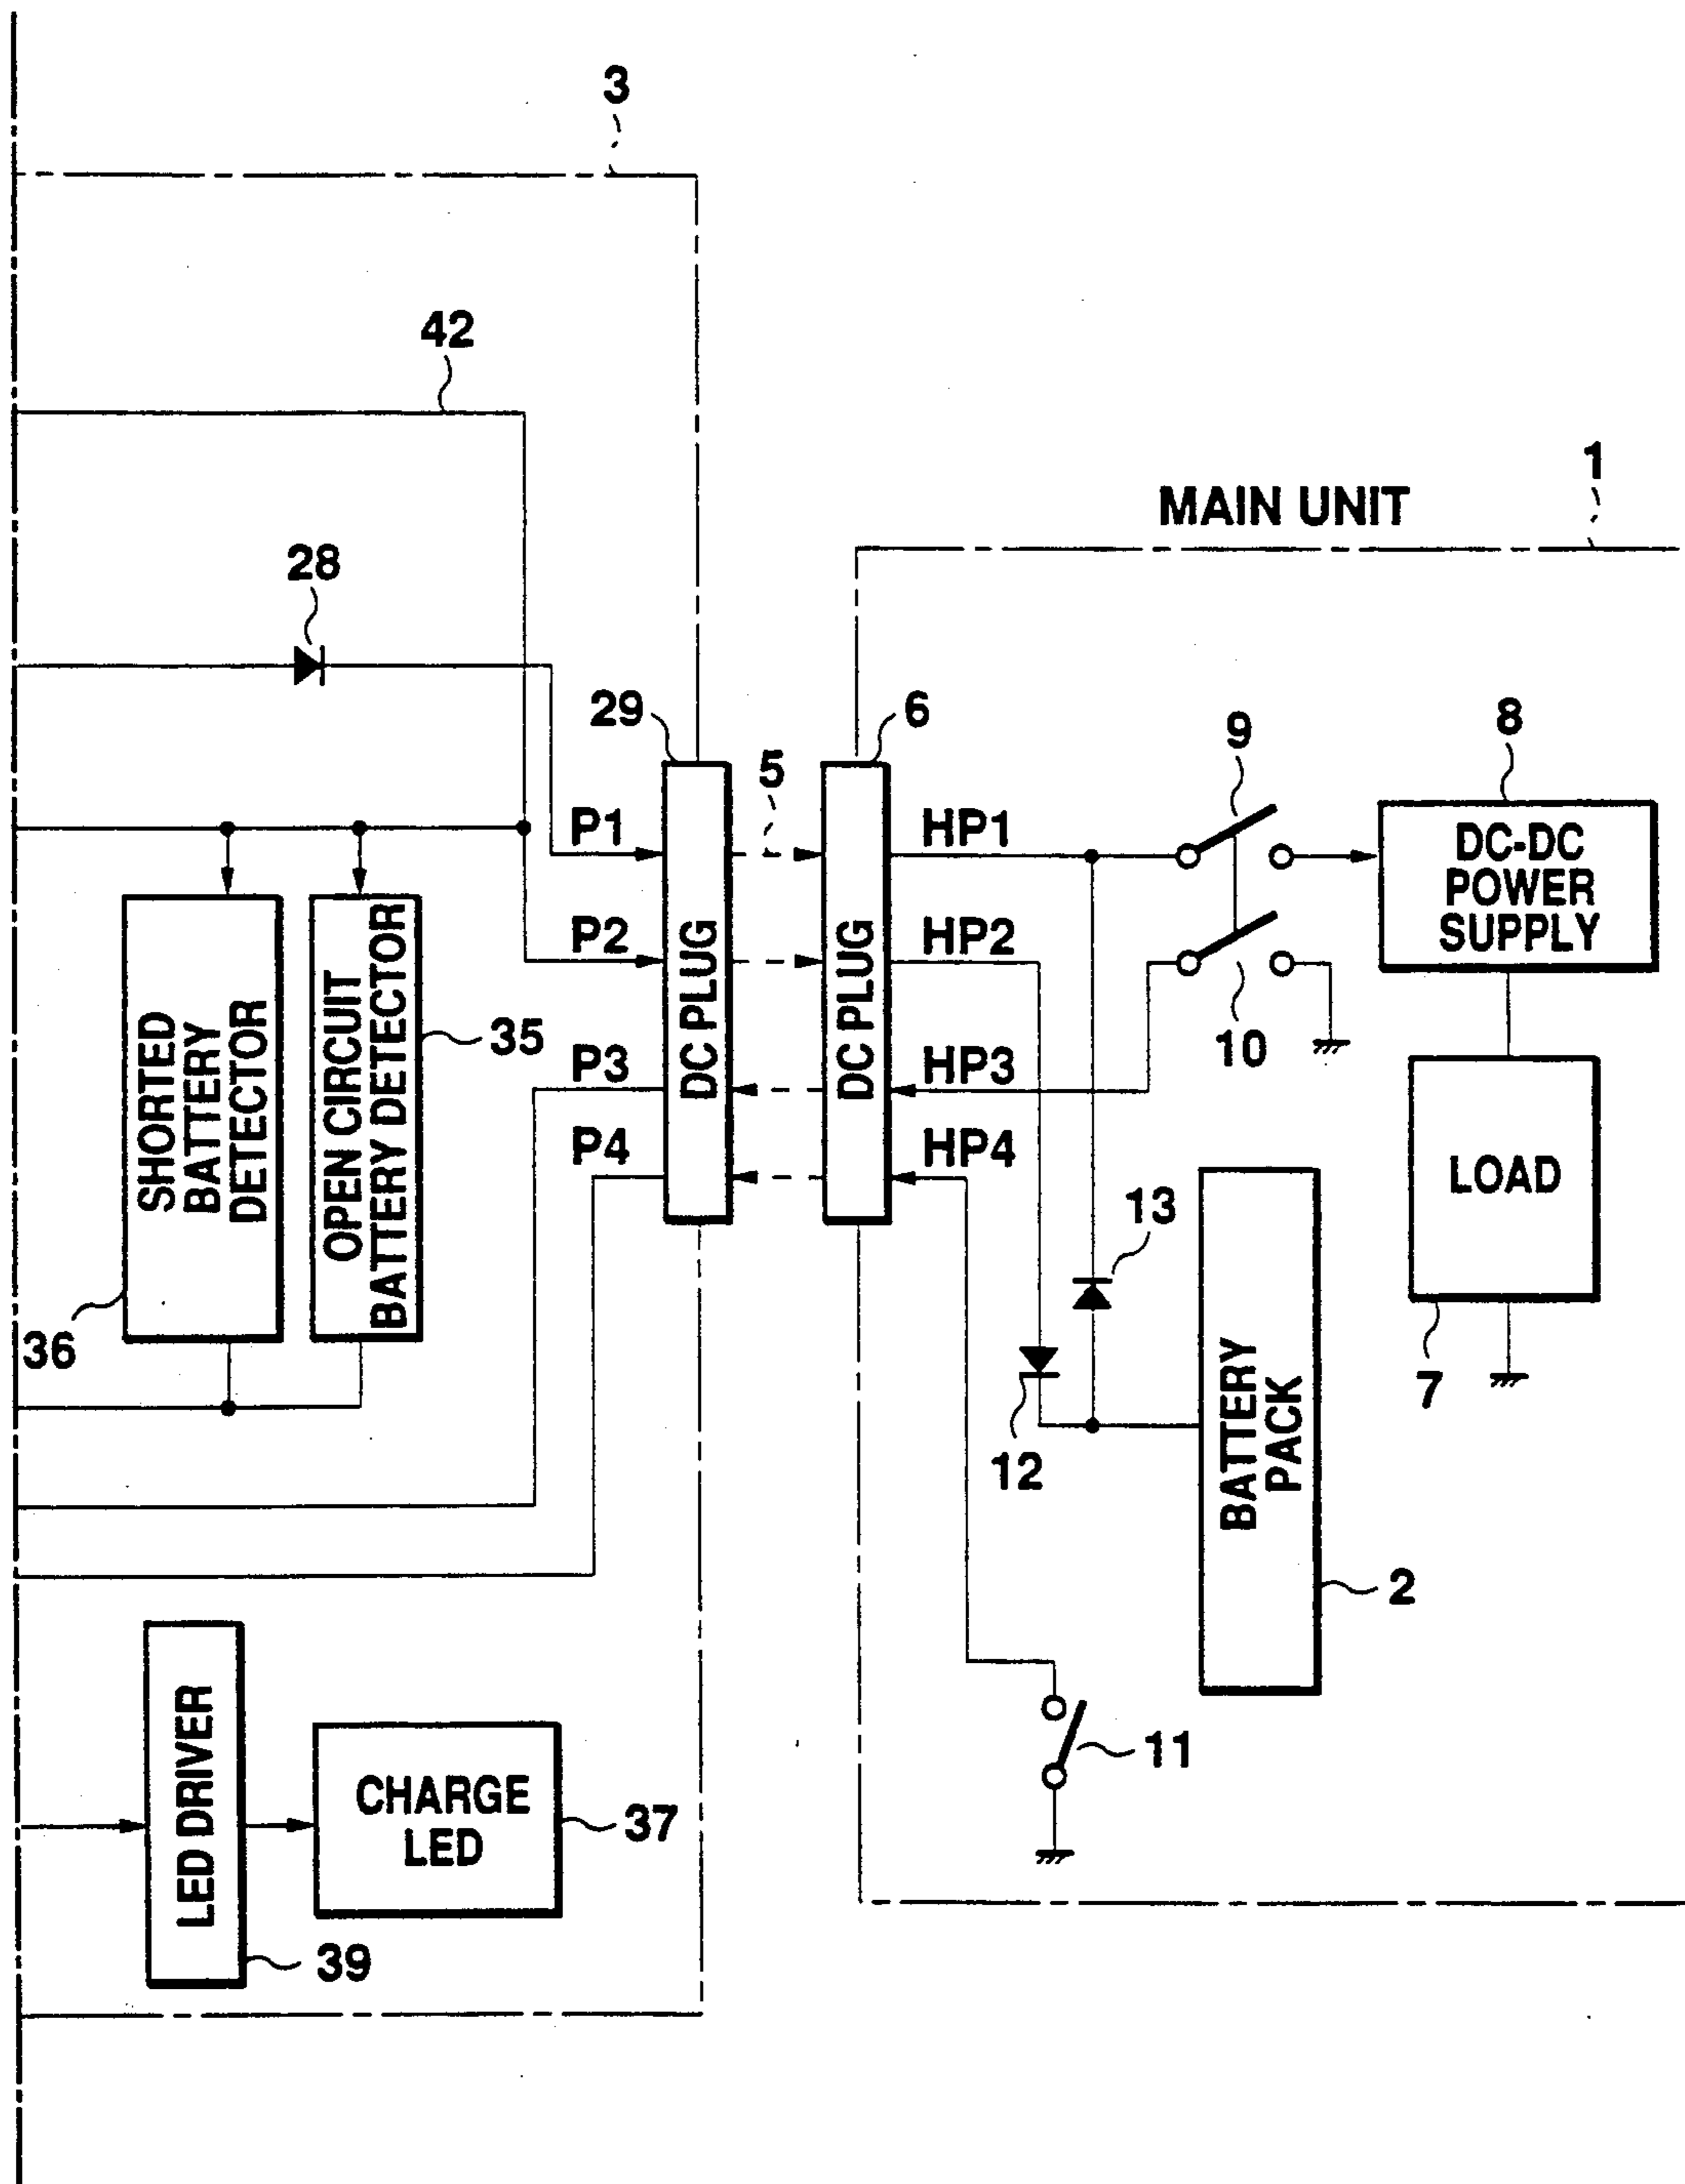 3
42
1
MAIN UNIT
28
29
6
5
9
8
P1
HP1
DC-DC
POWER
SUPPLY
P2
HP2
DC PLUG
DC PLUG
10
SHORTED
BATTERY
DETECTOR
OPEN CIRCUIT
BATTERY DETECTOR
35
P3
HP3
P4
HP4
13
LOAD
36
12
7
BATTERY
PACK
2
LED DRIVER
CHARGE
LED
37
11
39